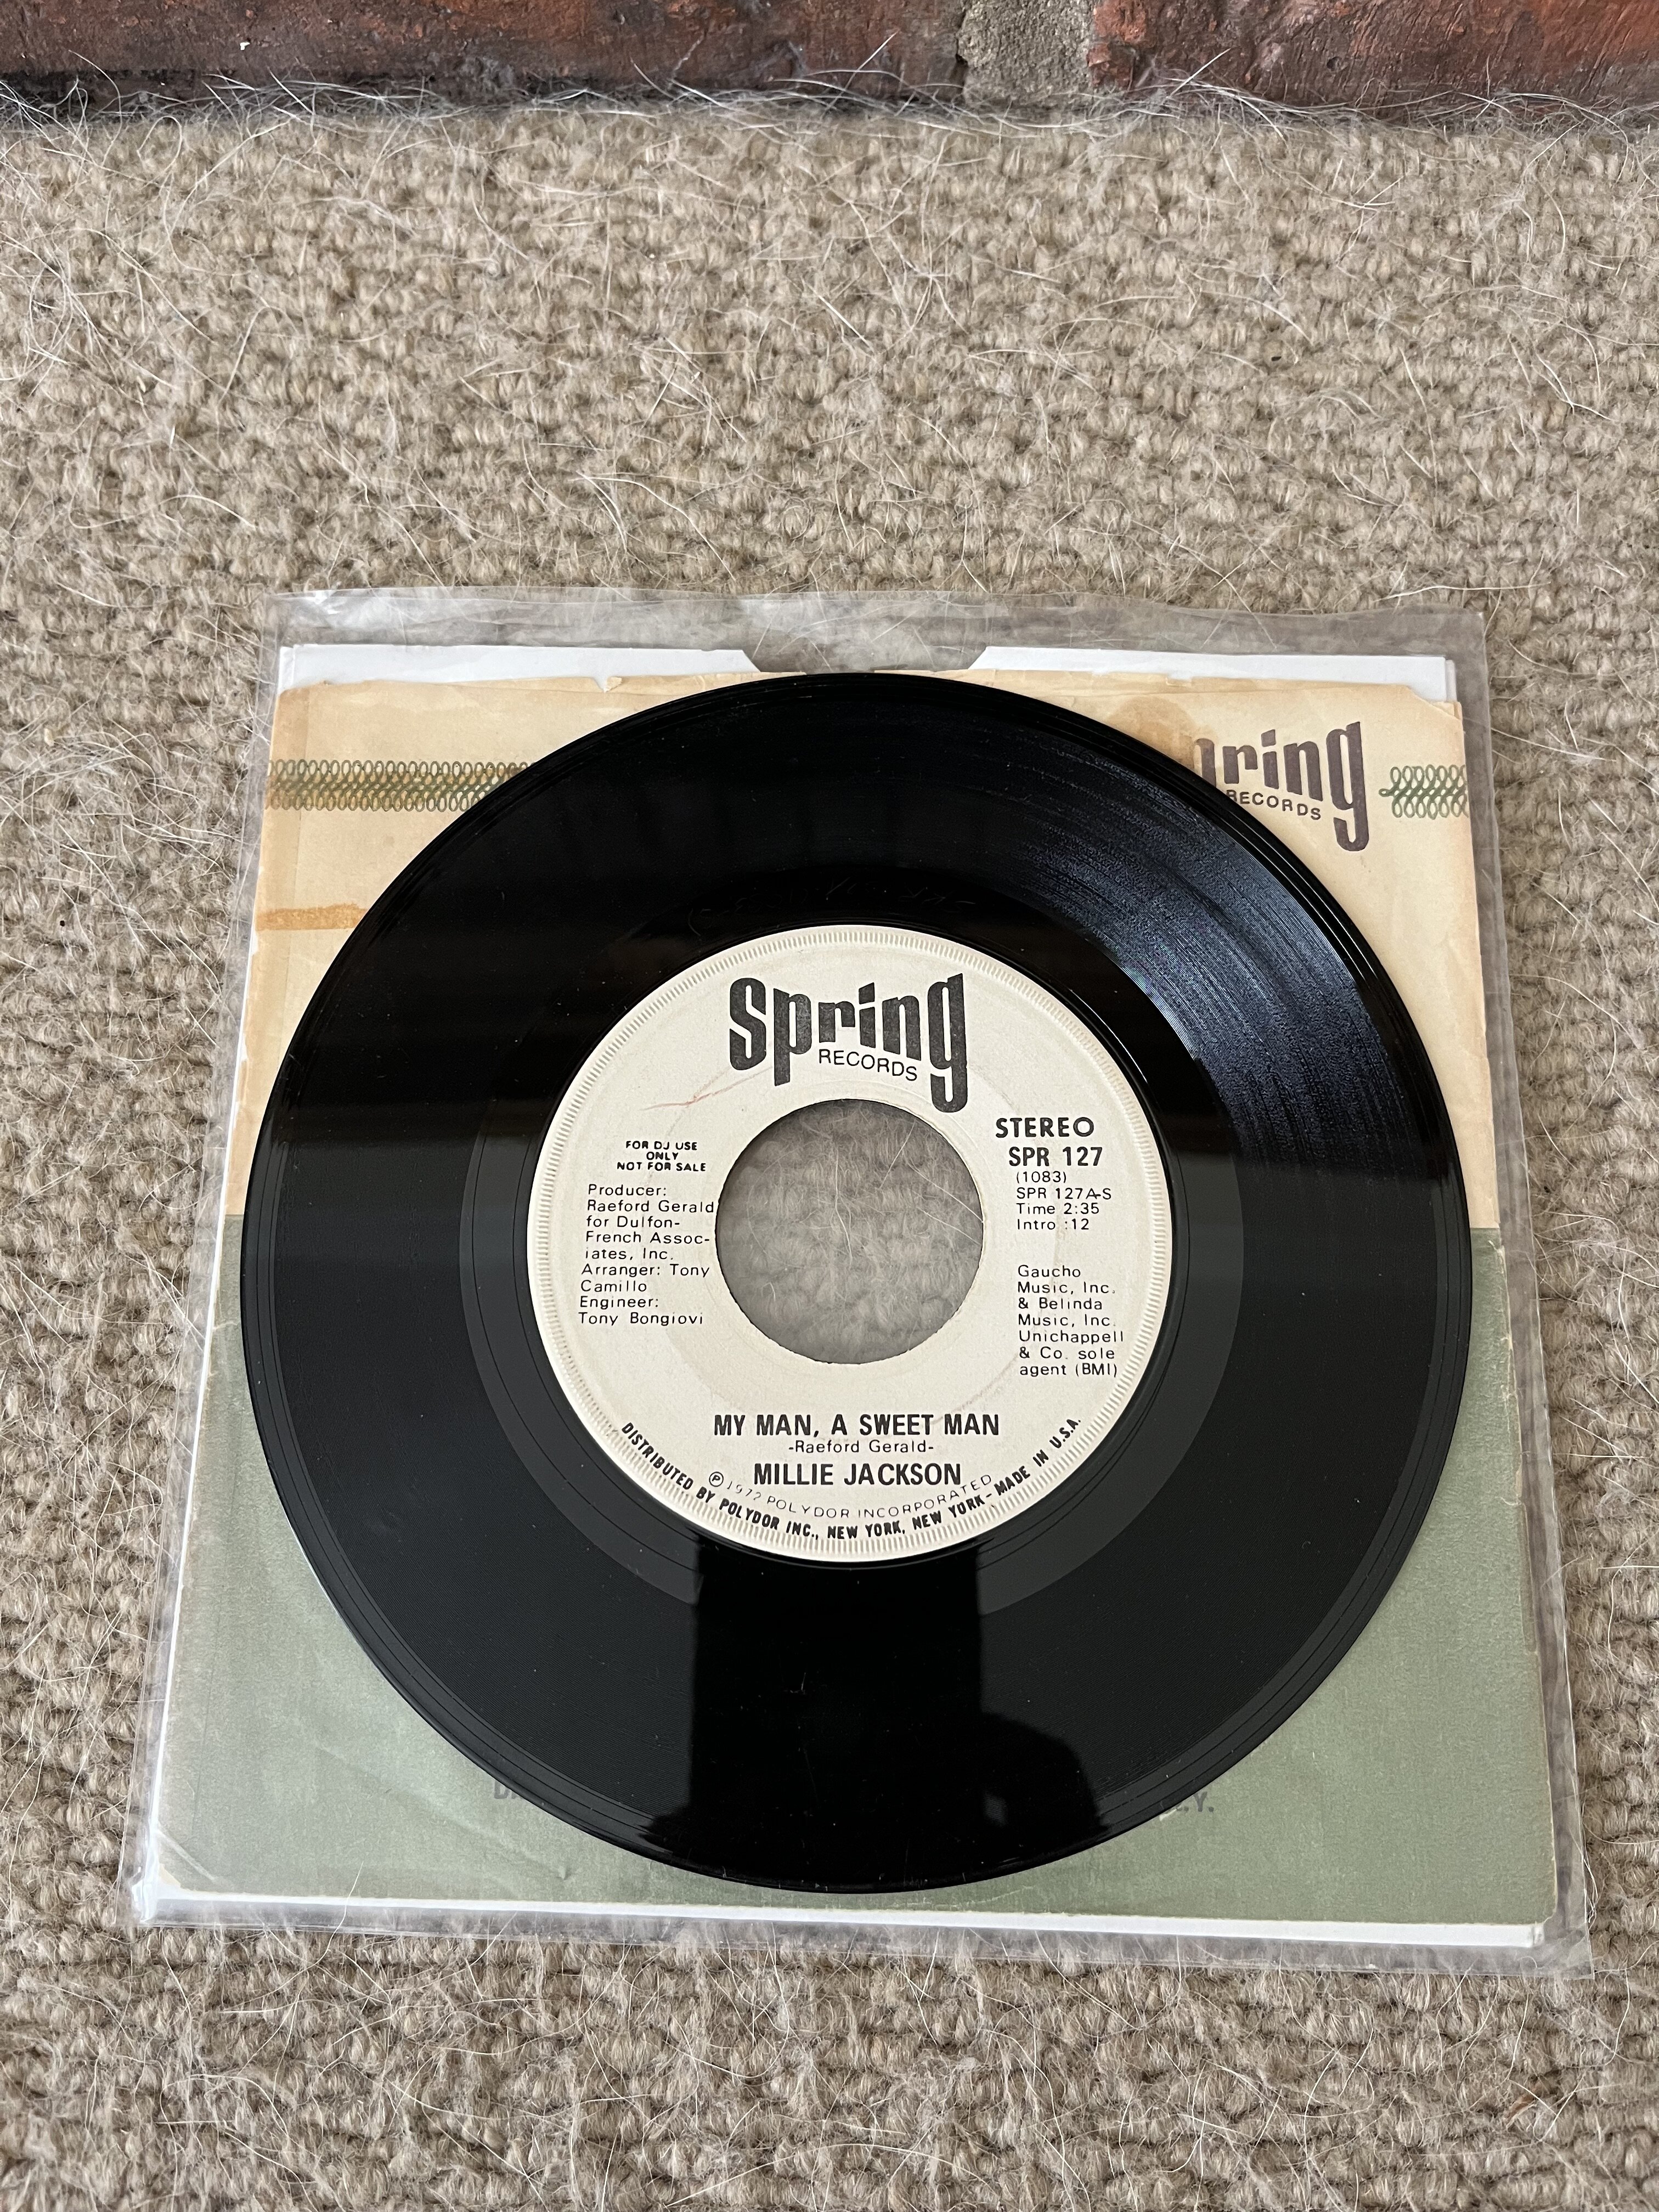 pring
RECORDS
Spring
RECORDS
FOR DJ USE
ONLY
NOT FOR SALE
Producer:
Raeford Gerald
for Dulfon-
French Assoc-
iates, Inc.
Arranger: Tony
Camillo
Engineer:
Tony Bongiovi
STEREO
SPR 127
(1083)
SPR 127A-S
Time 2:35
Intro :12
Gaucho
Music, Inc.
& Belinda
Music, Inc.
Unichappell
& Co. sole
agent (BMI)
MY MAN, A SWEET MAN
-Raeford Gerald-
MILLIE JACKSON
℗ 1972 POLYDOR INCORPORATED
DISTRIBUTED BY POLYDOR INC., NEW YORK, NEW YORK - MADE IN U.S.A.